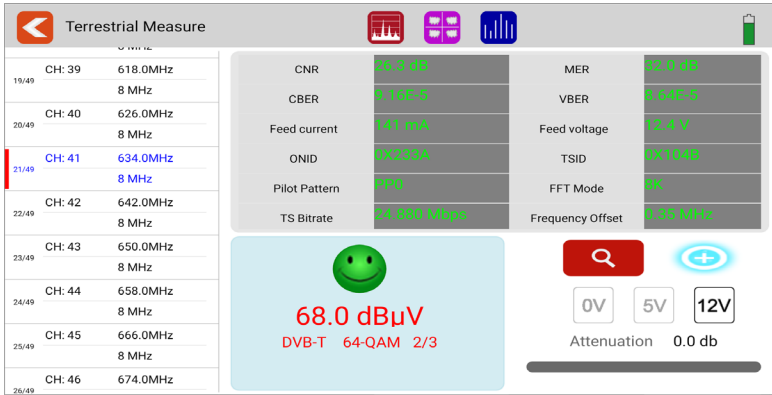 Terrestrial Measure
8 MHz
19/49 CH: 39 618.0MHz
8 MHz
20/49 CH: 40 626.0MHz
8 MHz
21/49 CH: 41 634.0MHz
8 MHz
22/49 CH: 42 642.0MHz
8 MHz
23/49 CH: 43 650.0MHz
8 MHz
24/49 CH: 44 658.0MHz
8 MHz
25/49 CH: 45 666.0MHz
8 MHz
26/49 CH: 46 674.0MHz
CNR 26.3 dB MER 32.0 dB
CBER 9.16E-5 VBER 8.64E-5
Feed current 141 mA Feed voltage 12.4 V
ONID 0X233A TSID 0X104B
Pilot Pattern PP0 FFT Mode 8K
TS Bitrate 24.880 Mbps Frequency Offset 0.35 MHz
68.0 dBµV
DVB-T 64-QAM 2/3
0V 5V 12V
Attenuation 0.0 db